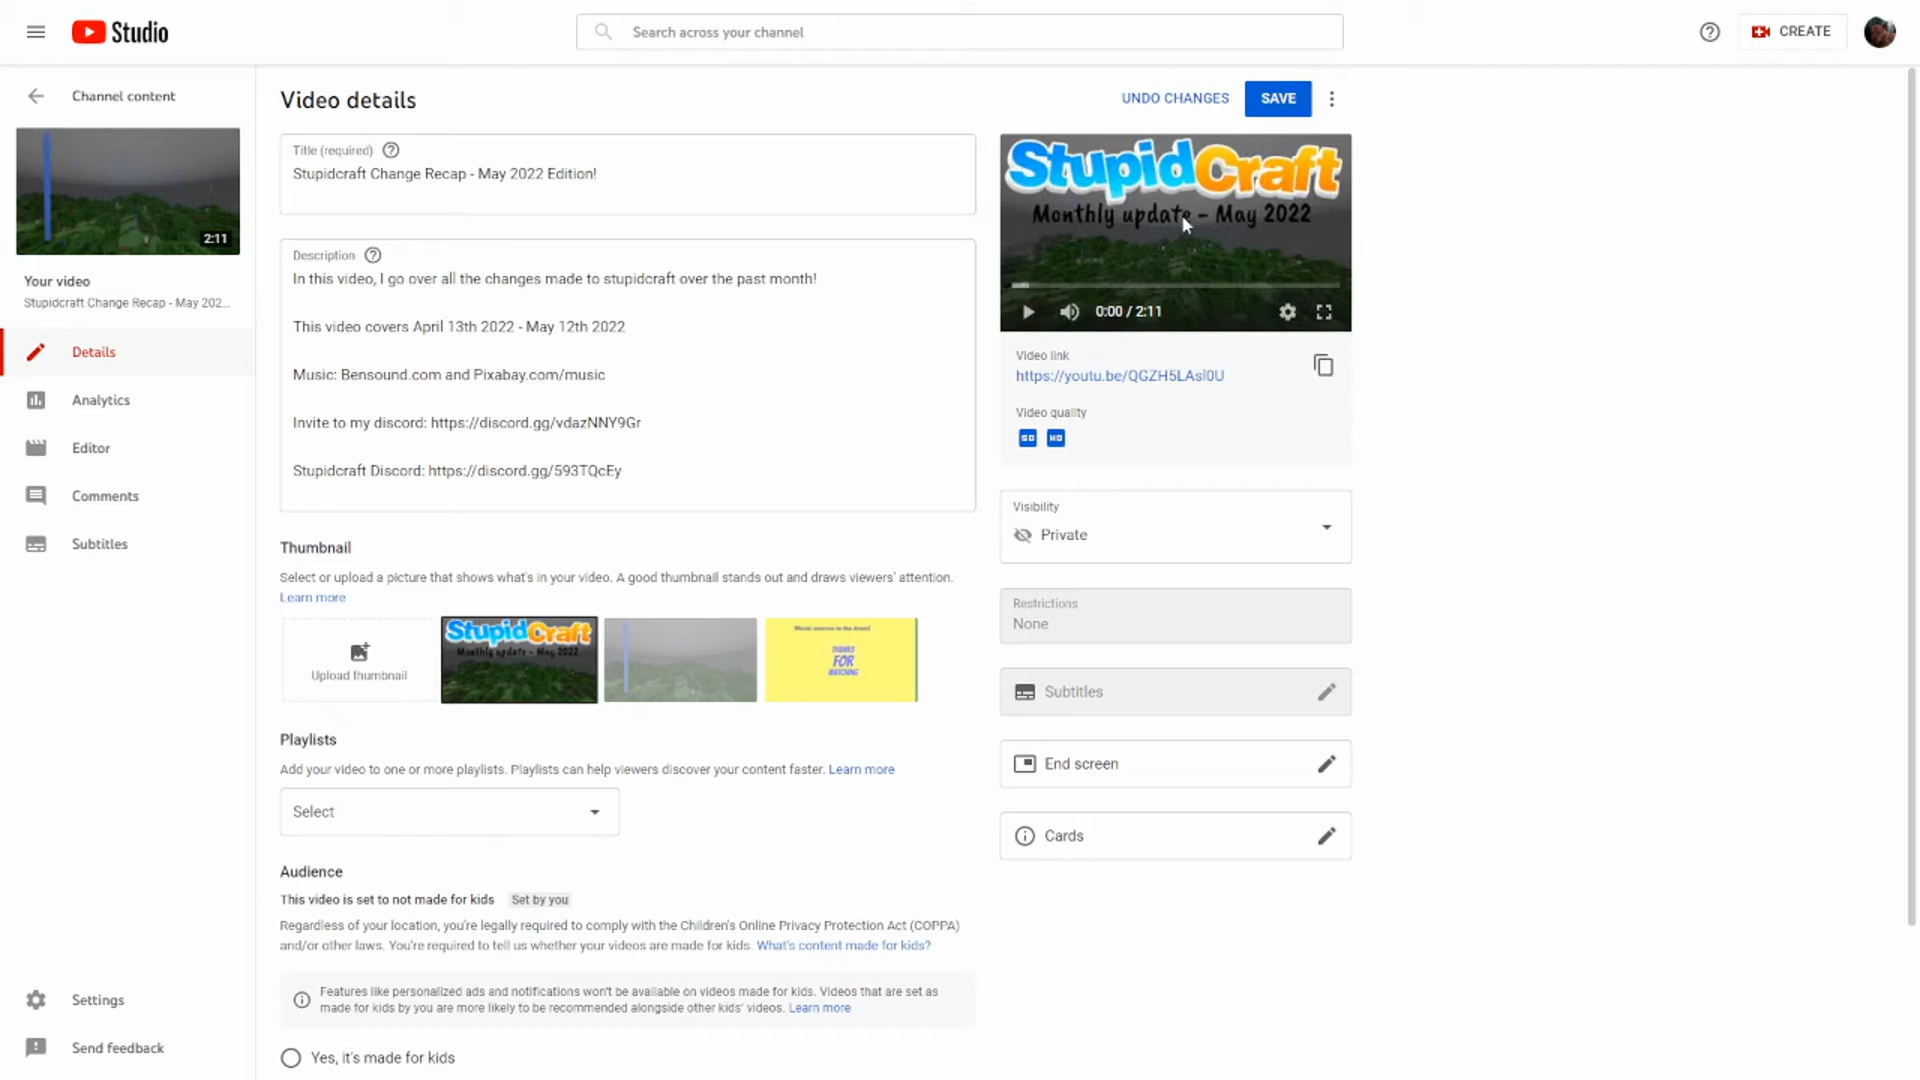 Studio
Search across your channel
CREATE
Channel content
2:11
Your video
Stupidcraft Change Recap - May 202...
Details
Analytics
Editor
Comments
Subtitles
Settings
Send feedback
Video details
UNDO CHANGES
SAVE
Title (required)
Stupidcraft Change Recap - May 2022 Edition!
Description
In this video, I go over all the changes made to stupidcraft over the past month!
This video covers April 13th 2022 - May 12th 2022
Music: Bensound.com and Pixabay.com/music
Invite to my discord: https://discord.gg/vdazNNY9Gr
Stupidcraft Discord: https://discord.gg/593TQcEy
Thumbnail
Select or upload a picture that shows what's in your video. A good thumbnail stands out and draws viewers' attention.
Learn more
Upload thumbnail
StupidCraft
Monthly update - May 2022
Music sources in the description
THANKS
FOR
WATCHING
Playlists
Add your video to one or more playlists. Playlists can help viewers discover your content faster. Learn more
Select
Audience
This video is set to not made for kids Set by you
Regardless of your location, you're legally required to comply with the Children's Online Privacy Protection Act (COPPA)
and/or other laws. You're required to tell us whether your videos are made for kids. What's content made for kids?
Features like personalized ads and notifications won't be available on videos made for kids. Videos that are set as
made for kids by you are more likely to be recommended alongside other kids' videos. Learn more
Yes, it's made for kids
StupidCraft
Monthly update - May 2022
0:00 / 2:11
Video link
https://youtu.be/QGZH5LAsl0U
Video quality
SD HD
Visibility
Private
Restrictions
None
Subtitles
End screen
Cards